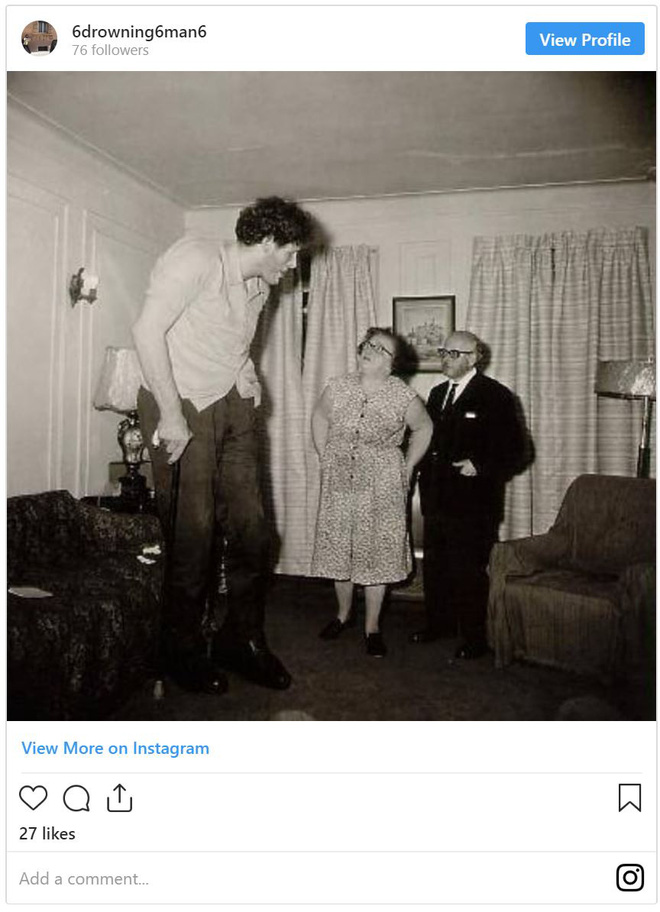 6drowning6man6
76 followers
View Profile
View More on Instagram
27 likes
Add a comment...